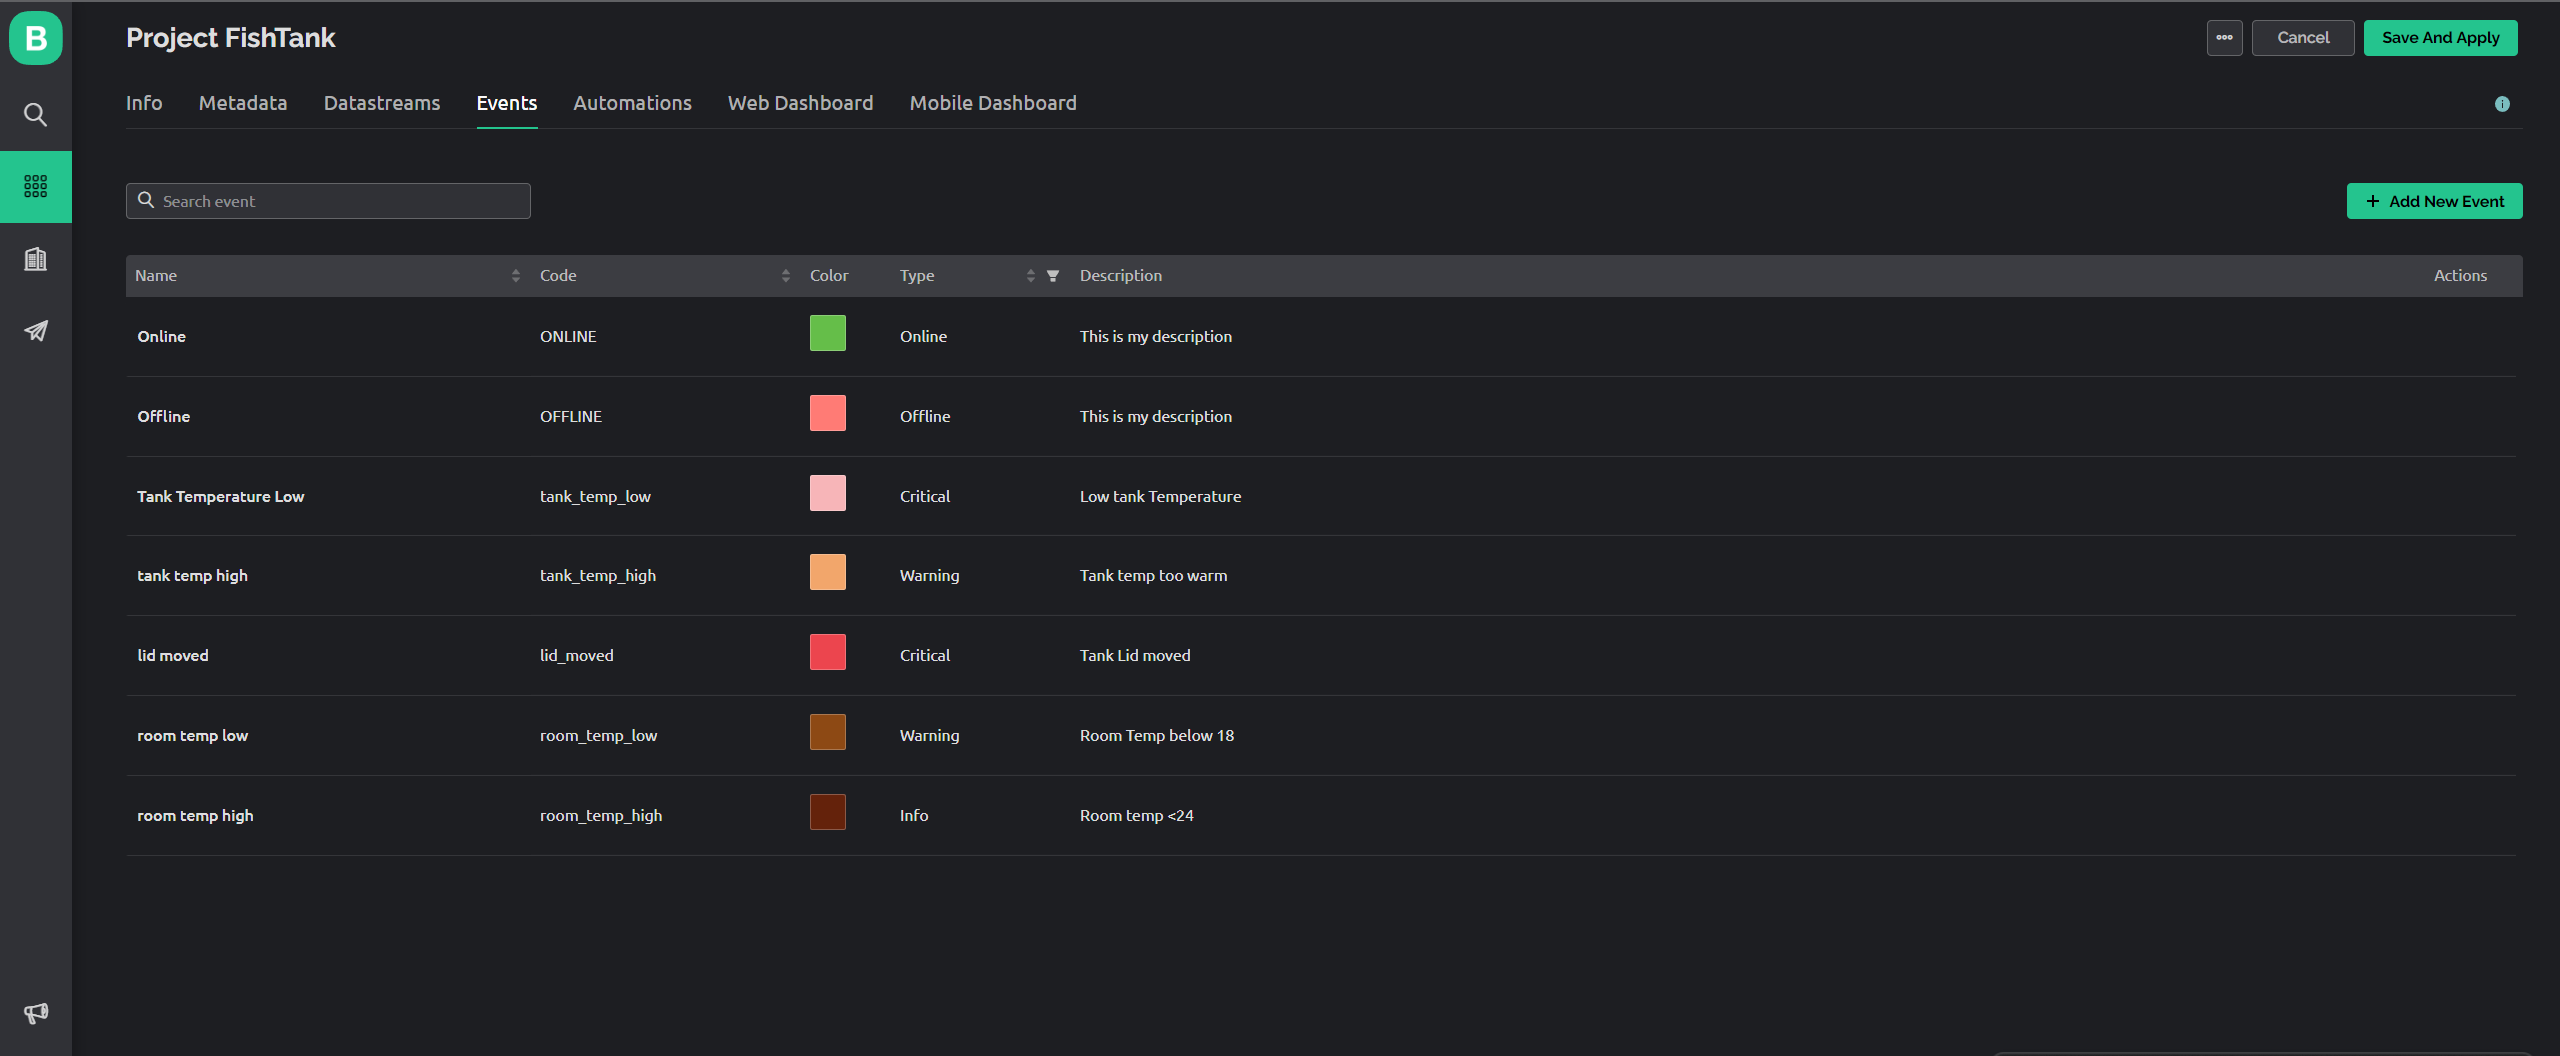 B
Project FishTank
Cancel
Save And Apply
Info Metadata Datastreams Events Automations Web Dashboard Mobile Dashboard
Search event
+ Add New Event
Name Code Color Type Description Actions
Online ONLINE Online This is my description
Offline OFFLINE Offline This is my description
Tank Temperature Low tank_temp_low Critical Low tank Temperature
tank temp high tank_temp_high Warning Tank temp too warm
lid moved lid_moved Critical Tank Lid moved
room temp low room_temp_low Warning Room Temp below 18
room temp high room_temp_high Info Room temp <24